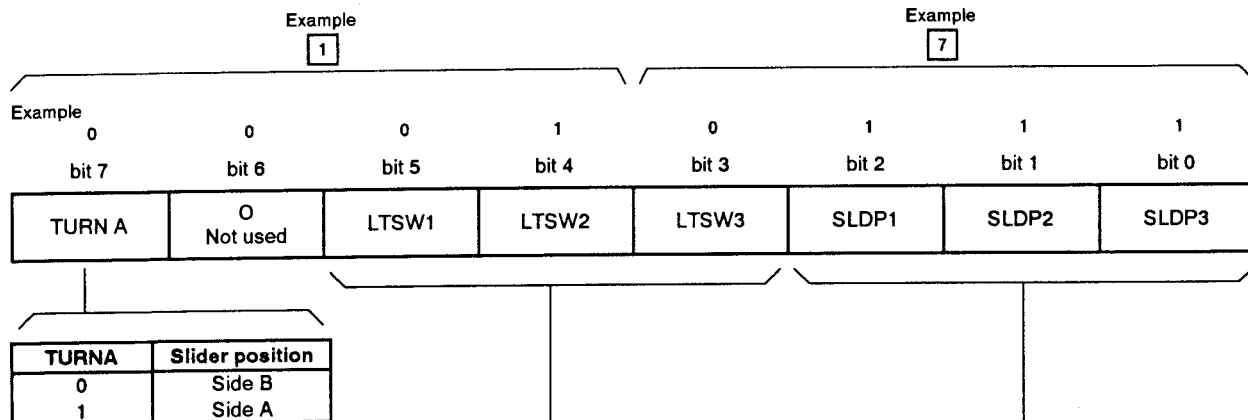 Example Example
1 7
Example
0 0 0 1 0 1 1 1
bit 7 bit 6 bit 5 bit 4 bit 3 bit 2 bit 1 bit 0
TURN A O Not used LTSW1 LTSW2 LTSW3 SLDP1 SLDP2 SLDP3
TURNA Slider position
0 Side B
1 Side A